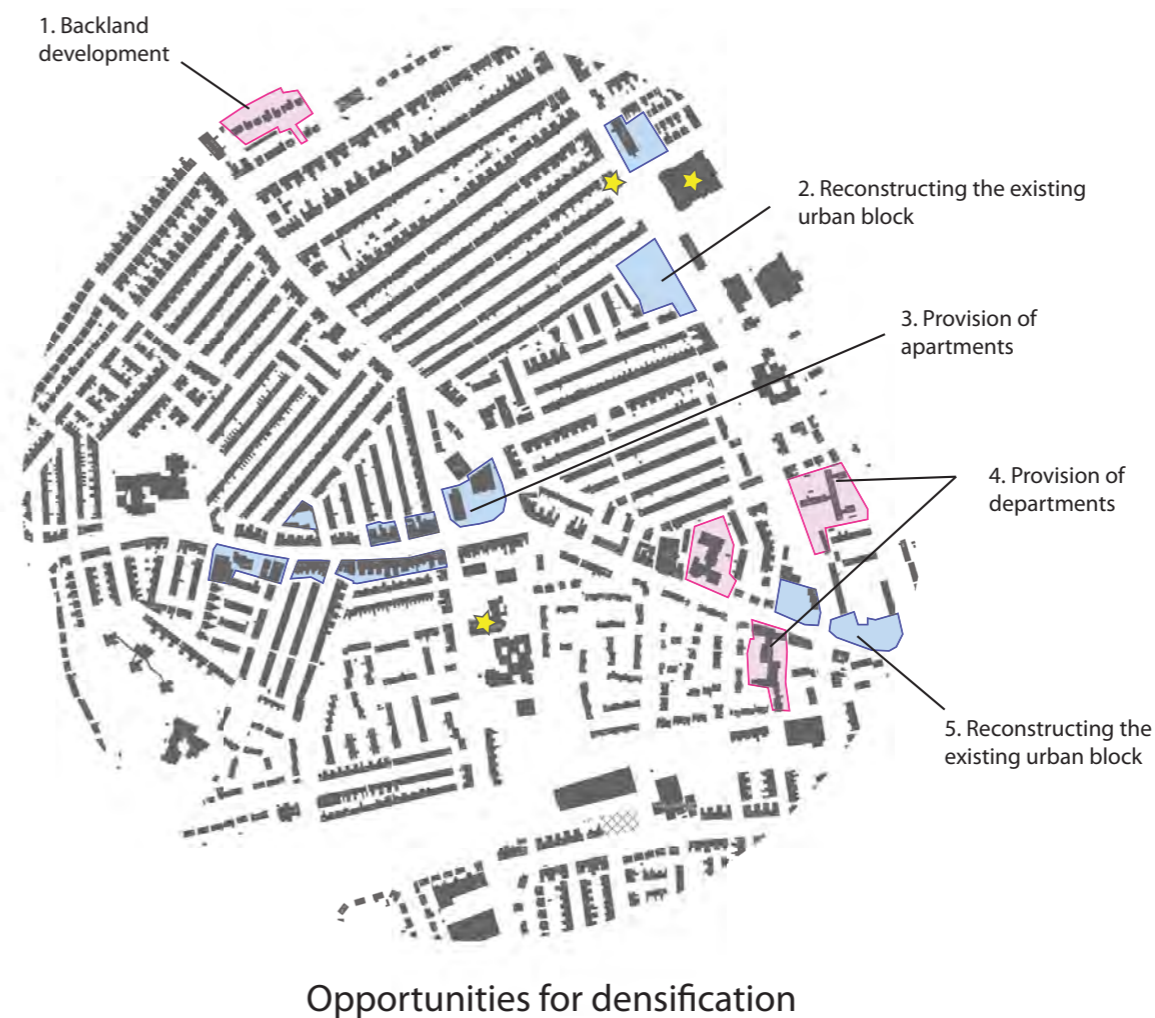 1. Backland
development
2. Reconstructing the existing
urban block
3. Provision of
apartments
4. Provision of
departments
5. Reconstructing the
existing urban block
Opportunities for densification